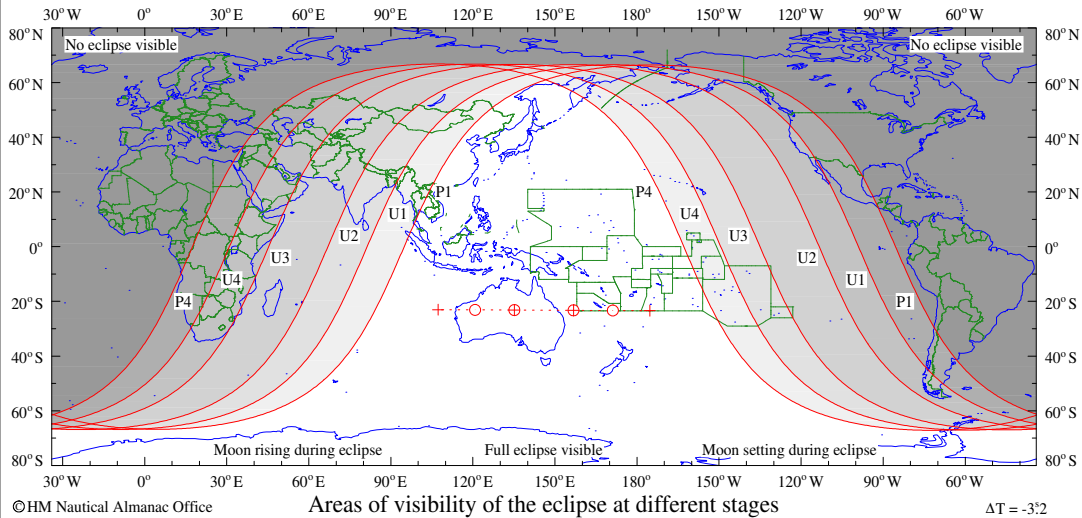 30° W 0° 30° E 60° E 90° E 120° E 150° E 180° 150° W 120° W 90° W 60° W
80° N No eclipse visible No eclipse visible 80° N
60° N 60° N
40° N 40° N
20° N P1 P4 20° N
U1 U4
U2 U3
0° U3 U2 0°
U4 U1
20° S P4 P1 20° S
40° S 40° S
60° S 60° S
Moon rising during eclipse Full eclipse visible Moon setting during eclipse
80° S 80° S
30° W 0° 30° E 60° E 90° E 120° E 150° E 180° 150° W 120° W 90° W 60° W
© HM Nautical Almanac Office Areas of visibility of the eclipse at different stages ΔT = -3ˢ.2